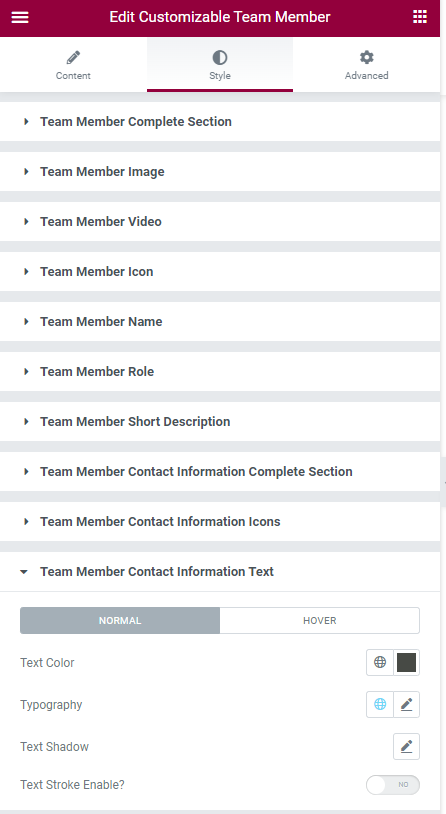 Edit Customizable Team Member
Content Style Advanced
Team Member Complete Section
Team Member Image
Team Member Video
Team Member Icon
Team Member Name
Team Member Role
Team Member Short Description
Team Member Contact Information Complete Section
Team Member Contact Information Icons
Team Member Contact Information Text
NORMAL HOVER
Text Color
Typography
Text Shadow
Text Stroke Enable? NO